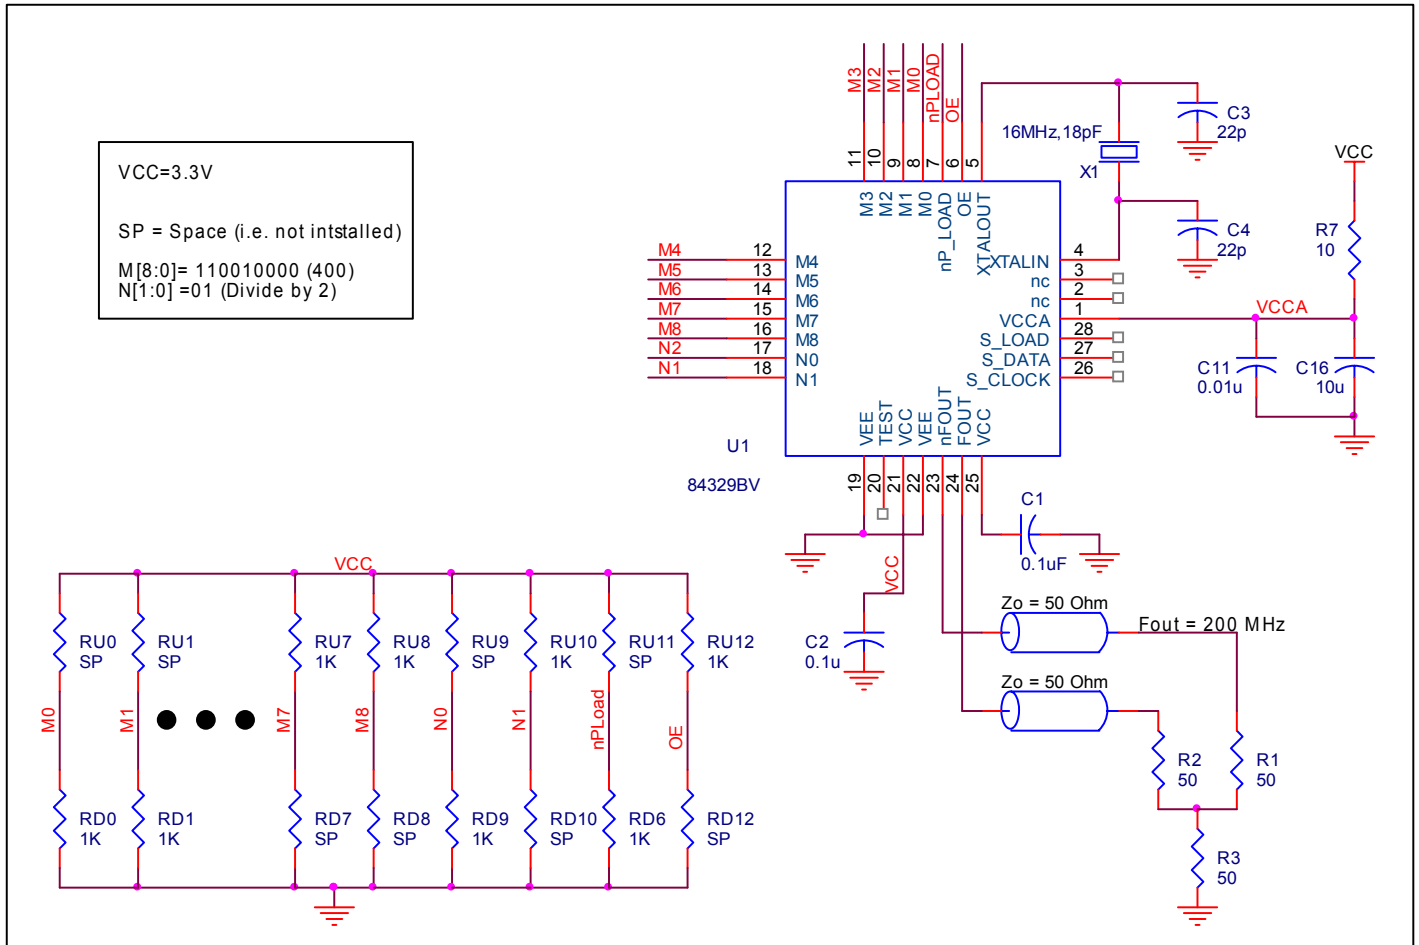 M3
M2
M1
M0
nPLOAD
OE
11
10
9
8
7
6
5
M3
M2
M1
M0
nP_LOAD
OE
XTALOUT
16MHz,18pF
X1
C3
22p
C4
22p
VCC
R7
10
VCCA
C11
0.01u
C16
10u
VCC=3.3V
SP = Space (i.e. not intstalled)
M[8:0]= 110010000 (400)
N[1:0] =01 (Divide by 2)
M4
M5
M6
M7
M8
N2
N1
12
13
14
15
16
17
18
M4
M5
M6
M7
M8
N0
N1
XTALIN
nc
nc
VCCA
S_LOAD
S_DATA
S_CLOCK
4
3
2
1
28
27
26
VEE
TEST
VCC
VEE
nFOUT
FOUT
VCC
19
20
21
22
23
24
25
U1
84329BV
C1
0.1uF
VCC
C2
0.1u
Zo = 50 Ohm
Fout = 200 MHz
Zo = 50 Ohm
R2
50
R1
50
R3
50
VCC
RU0
SP
RU1
SP
RU7
1K
RU8
1K
RU9
SP
RU10
1K
RU11
SP
RU12
1K
M0
M1
M7
M8
N0
N1
nPLoad
OE
RD0
1K
RD1
1K
RD7
SP
RD8
SP
RD9
1K
RD10
SP
RD6
1K
RD12
SP